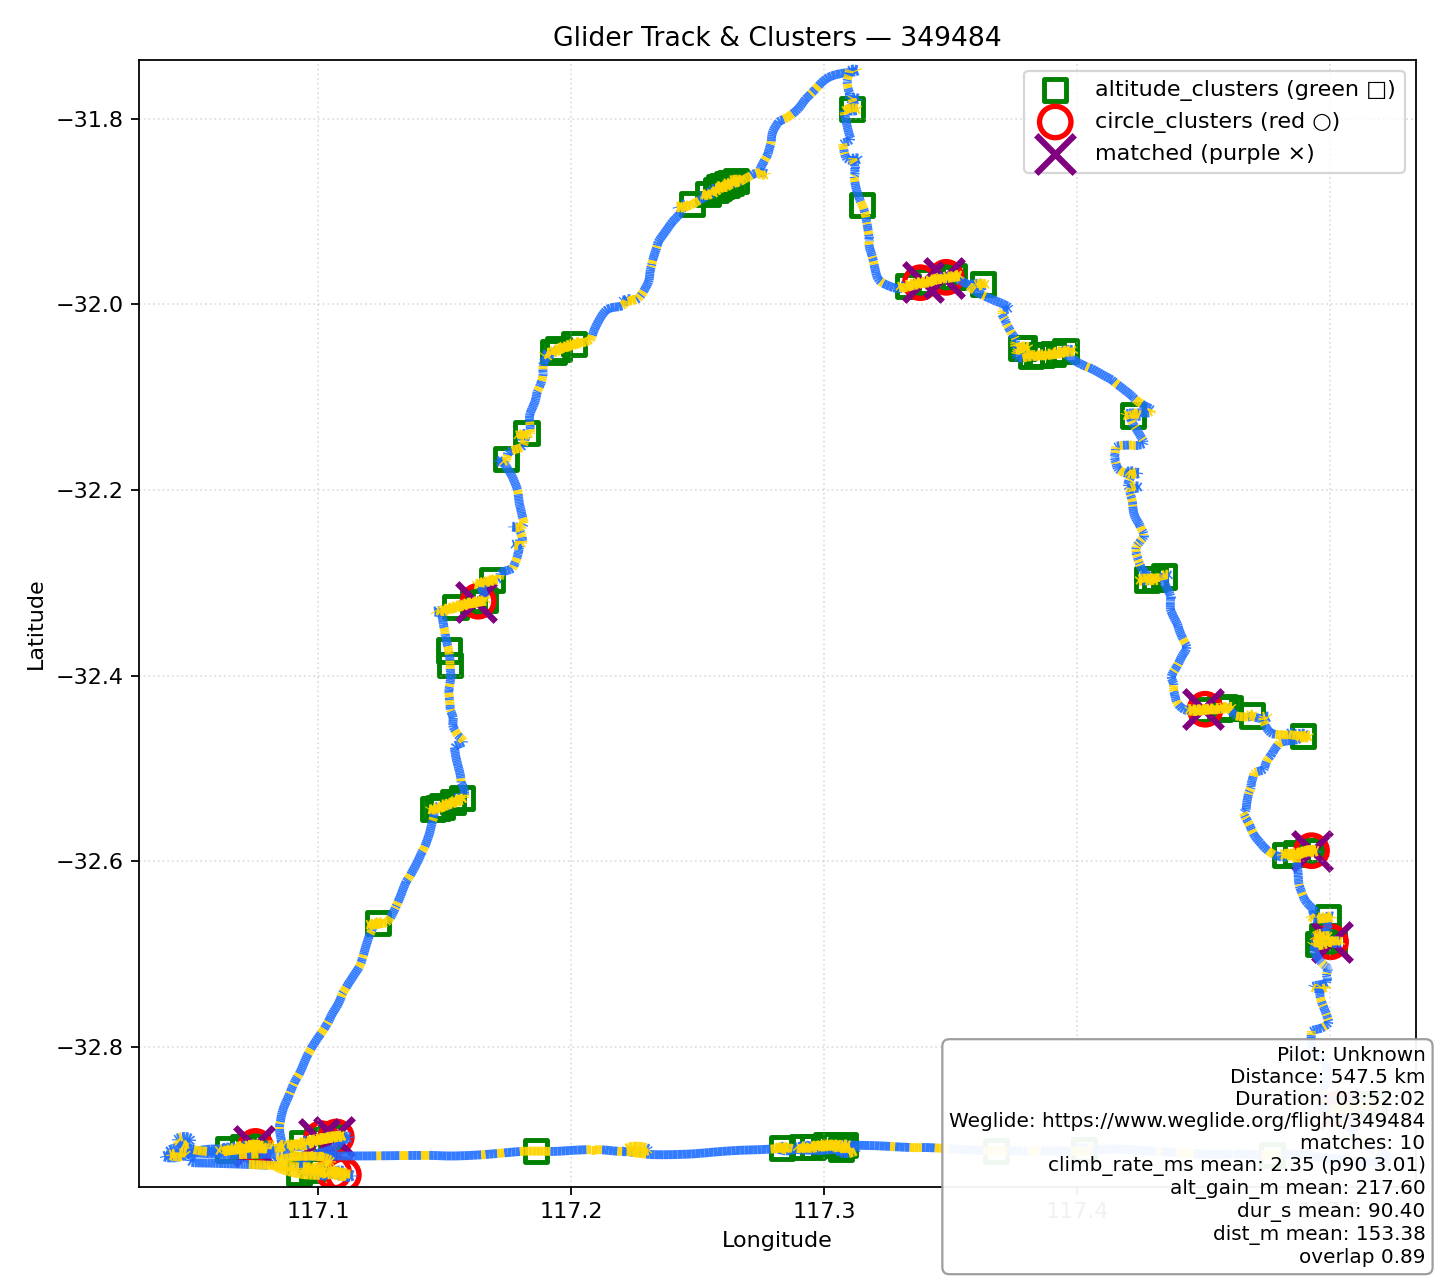 Glider Track & Clusters — 349484
altitude_clusters (green □)
circle_clusters (red ○)
matched (purple ×)
−31.8
−32.0
−32.2
−32.4
−32.6
−32.8
Latitude
117.1
117.2
117.3
117.4
Longitude
Pilot: Unknown
Distance: 547.5 km
Duration: 03:52:02
Weglide: https://www.weglide.org/flight/349484
matches: 10
climb_rate_ms mean: 2.35 (p90 3.01)
alt_gain_m mean: 217.60
dur_s mean: 90.40
dist_m mean: 153.38
overlap 0.89